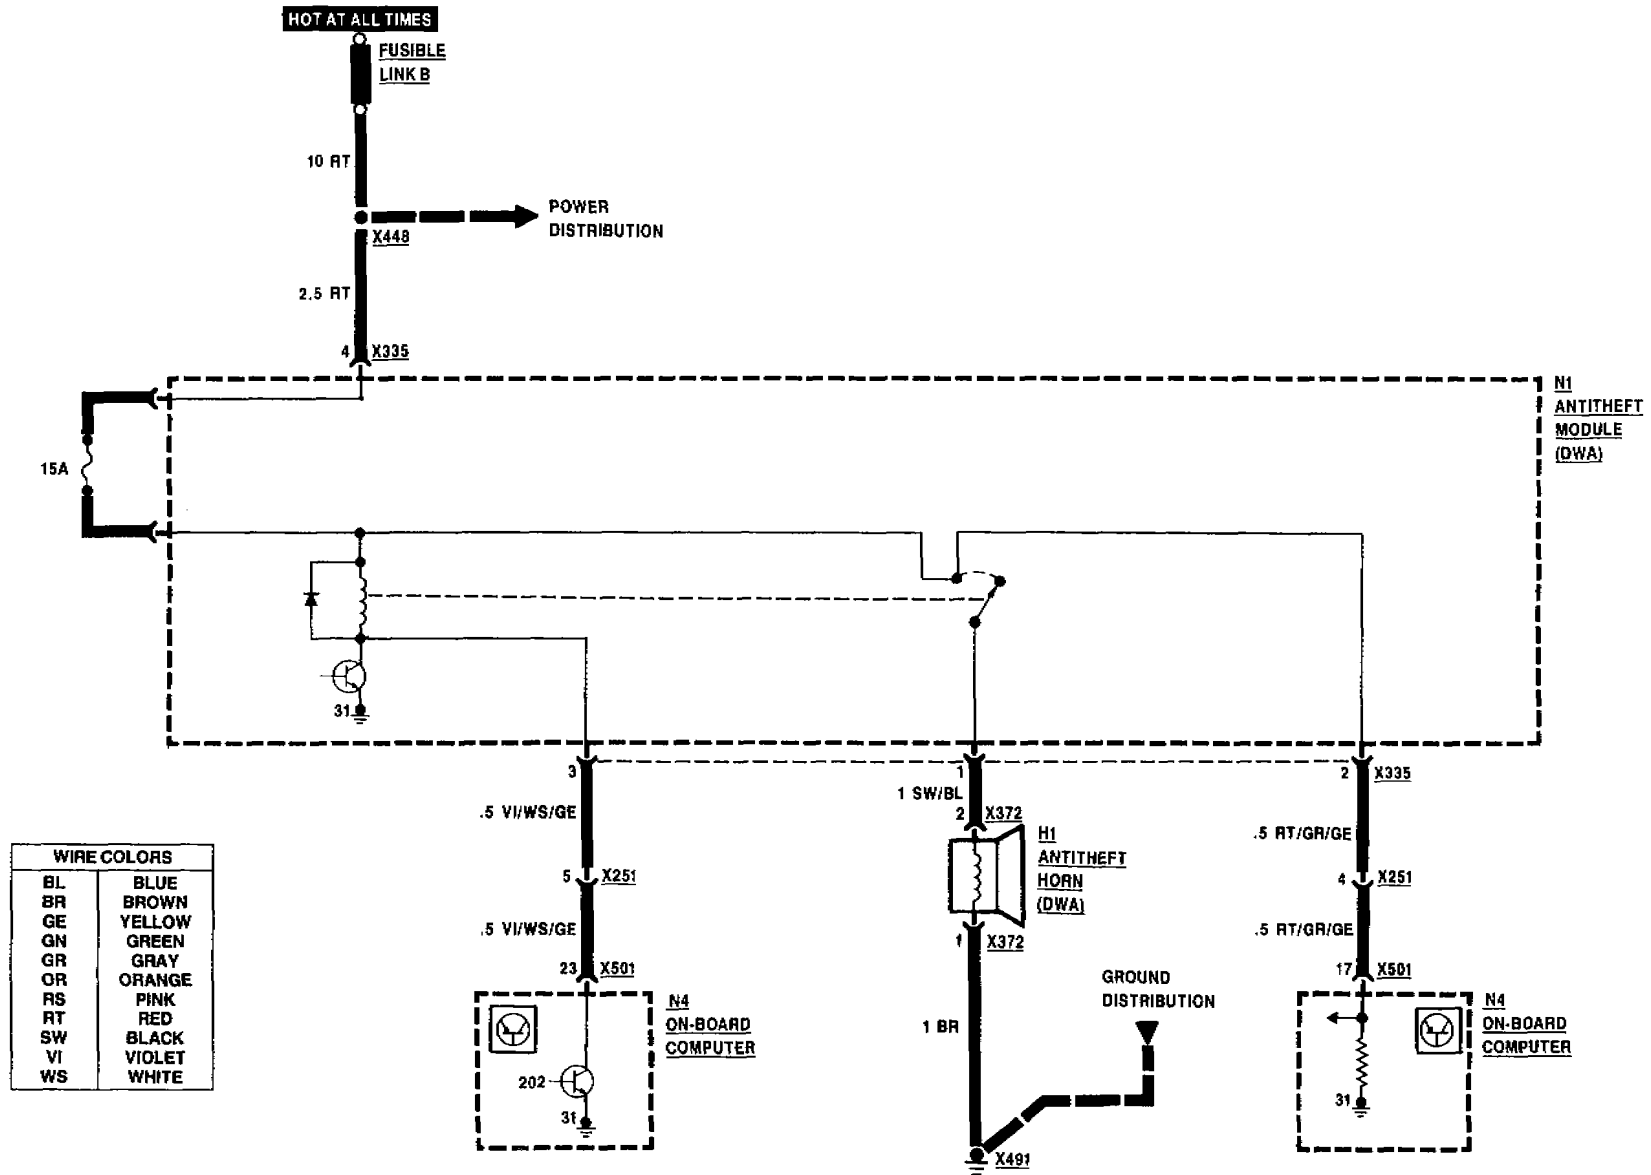 HOT AT ALL TIMES
FUSIBLE
LINK B
10 RT
POWER
DISTRIBUTION
X448
2.5 RT
4 X335
N1
ANTITHEFT
MODULE
(DWA)
15A
31
3
1
2 X335
1 SW/BL
.5 VI/WS/GE
2 X372
.5 RT/GR/GE
H1
ANTITHEFT
HORN
(DWA)
5 X251
4 X251
.5 VI/WS/GE
1 X372
.5 RT/GR/GE
23 X501
17 X501
WIRE COLORS
BL BLUE
BR BROWN
GE YELLOW
GN GREEN
GR GRAY
OR ORANGE
RS PINK
RT RED
SW BLACK
VI VIOLET
WS WHITE
N4
ON-BOARD
COMPUTER
202
31
1 BR
GROUND
DISTRIBUTION
N4
ON-BOARD
COMPUTER
31
X491